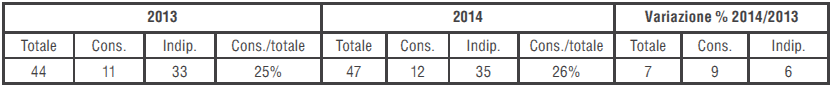 2013 2014 Variazione % 2014/2013
Totale Cons. Indip. Cons./totale Totale Cons. Indip. Cons./totale Totale Cons. Indip.
44 11 33 25% 47 12 35 26% 7 9 6